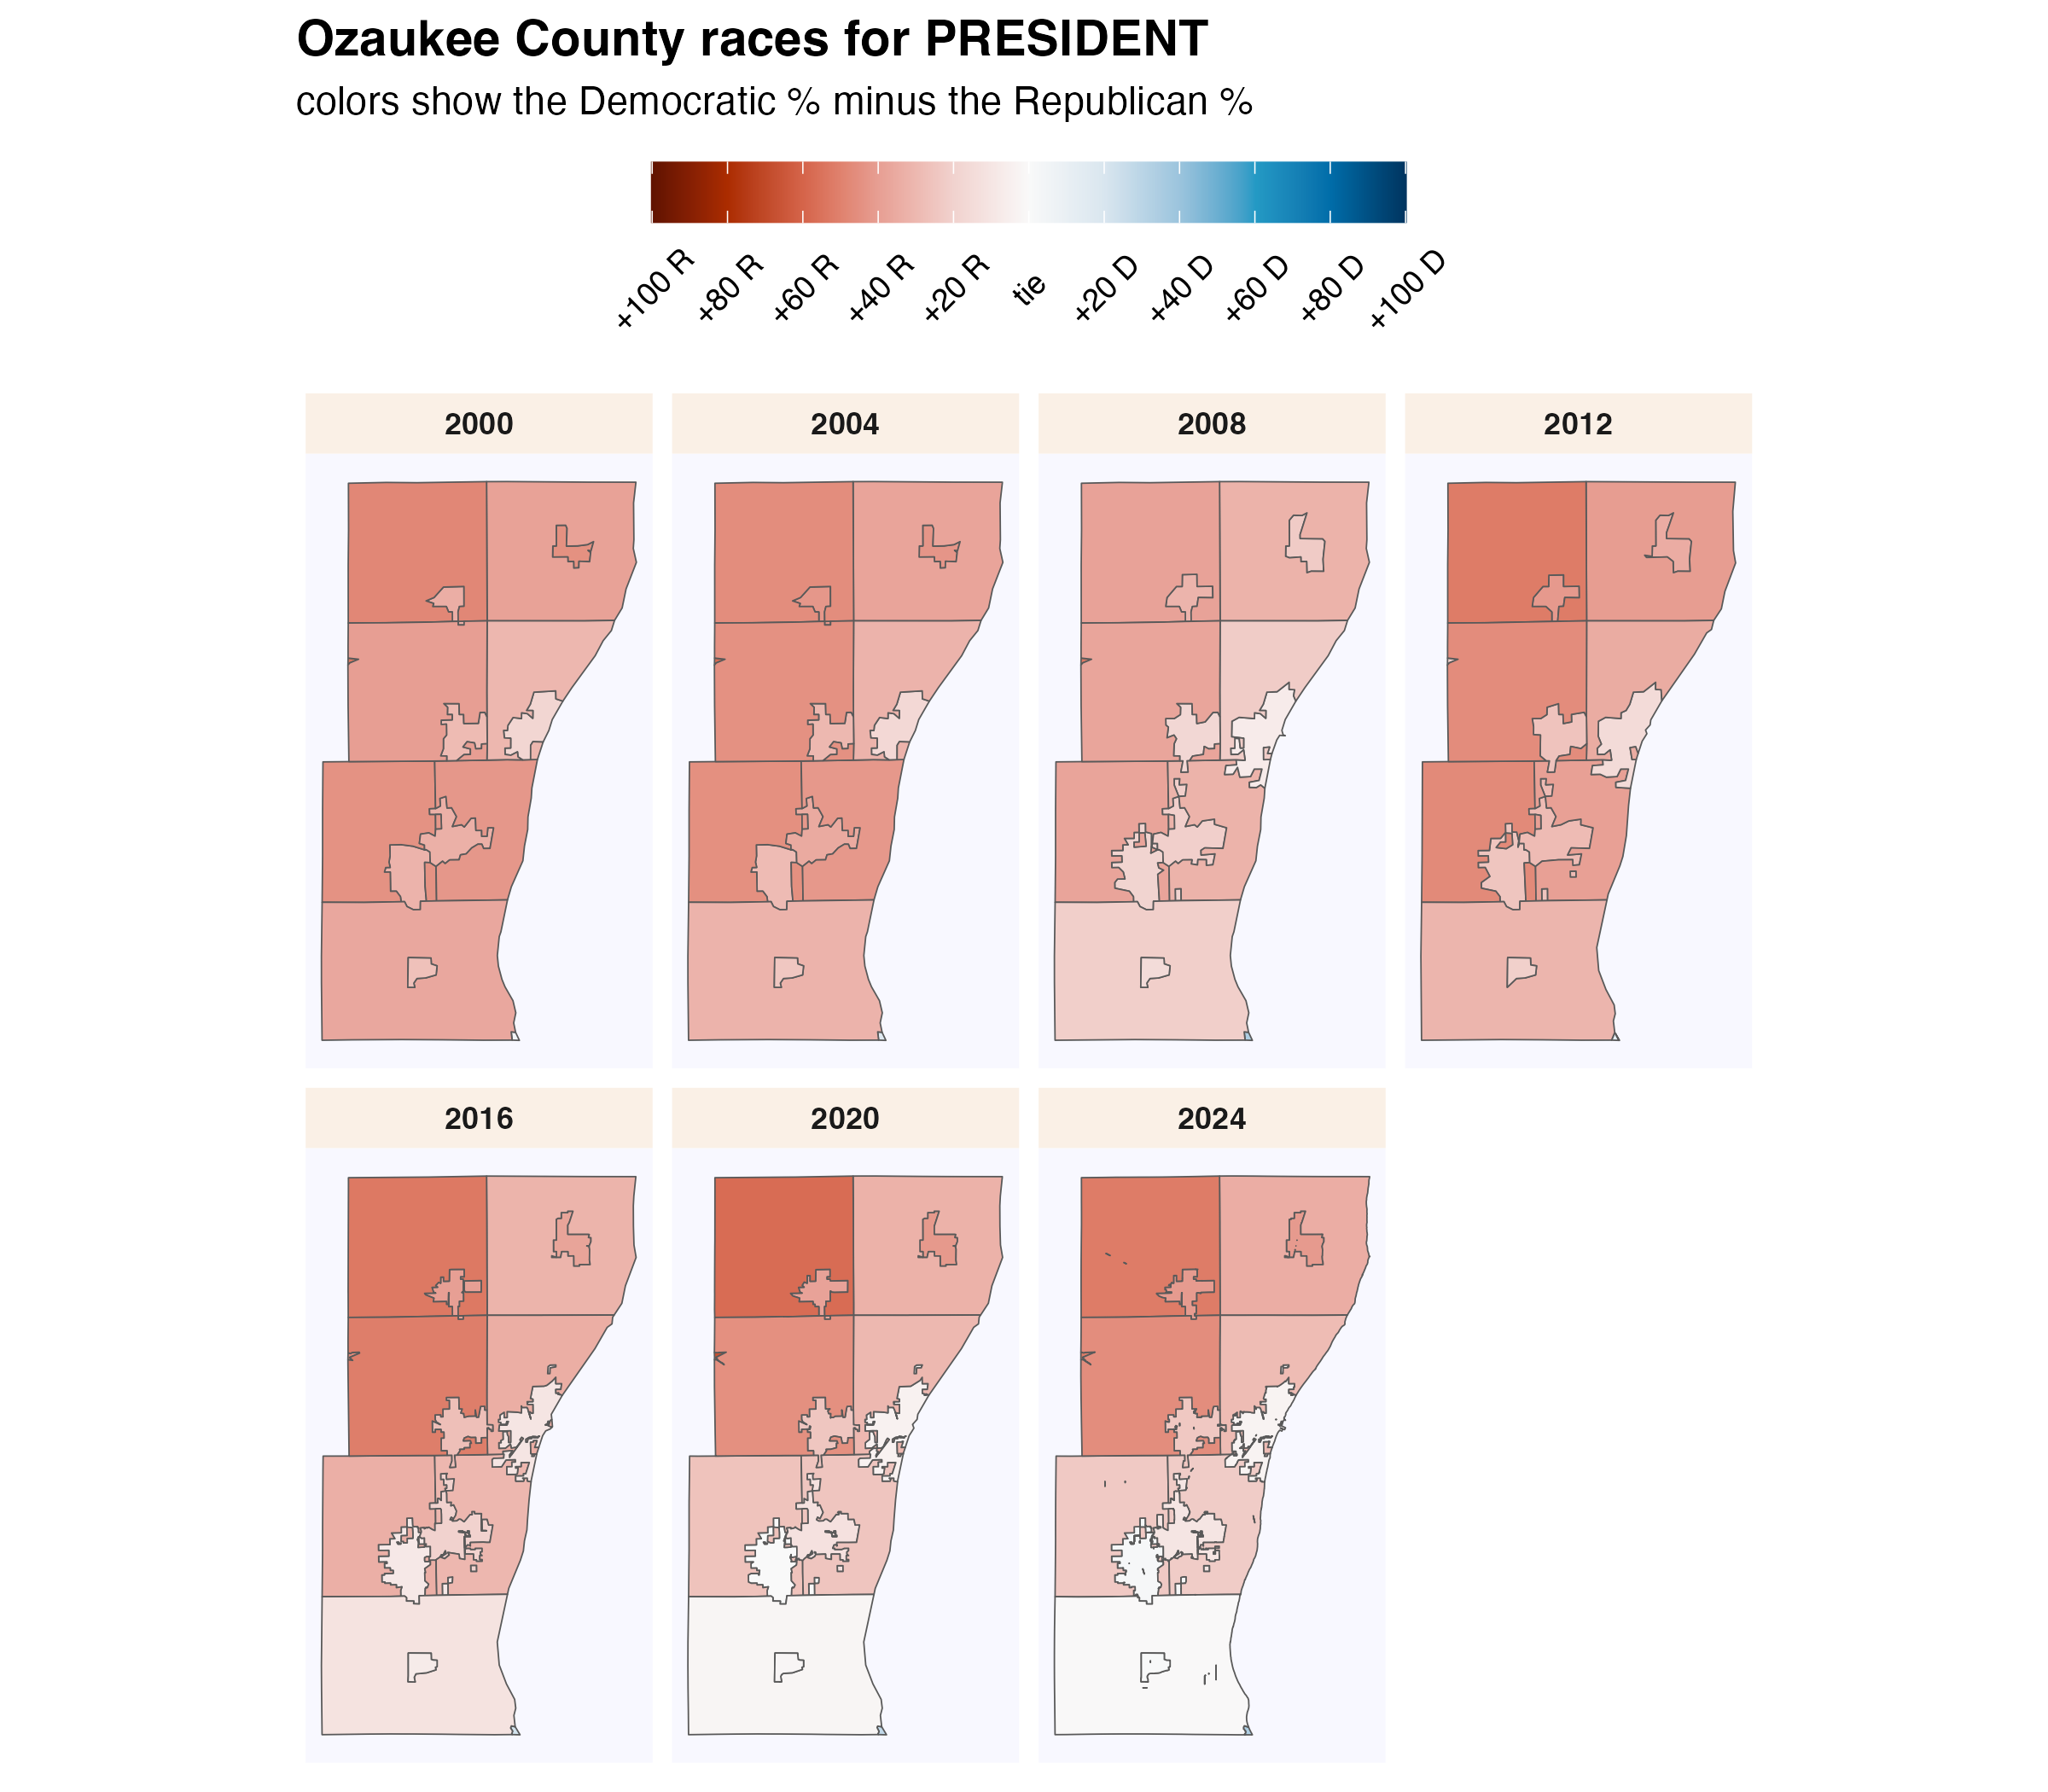 Ozaukee County races for PRESIDENT
colors show the Democratic % minus the Republican %
+100 R +80 R +60 R +40 R +20 R tie +20 D +40 D +60 D +80 D +100 D
2000 2004 2008 2012
2016 2020 2024